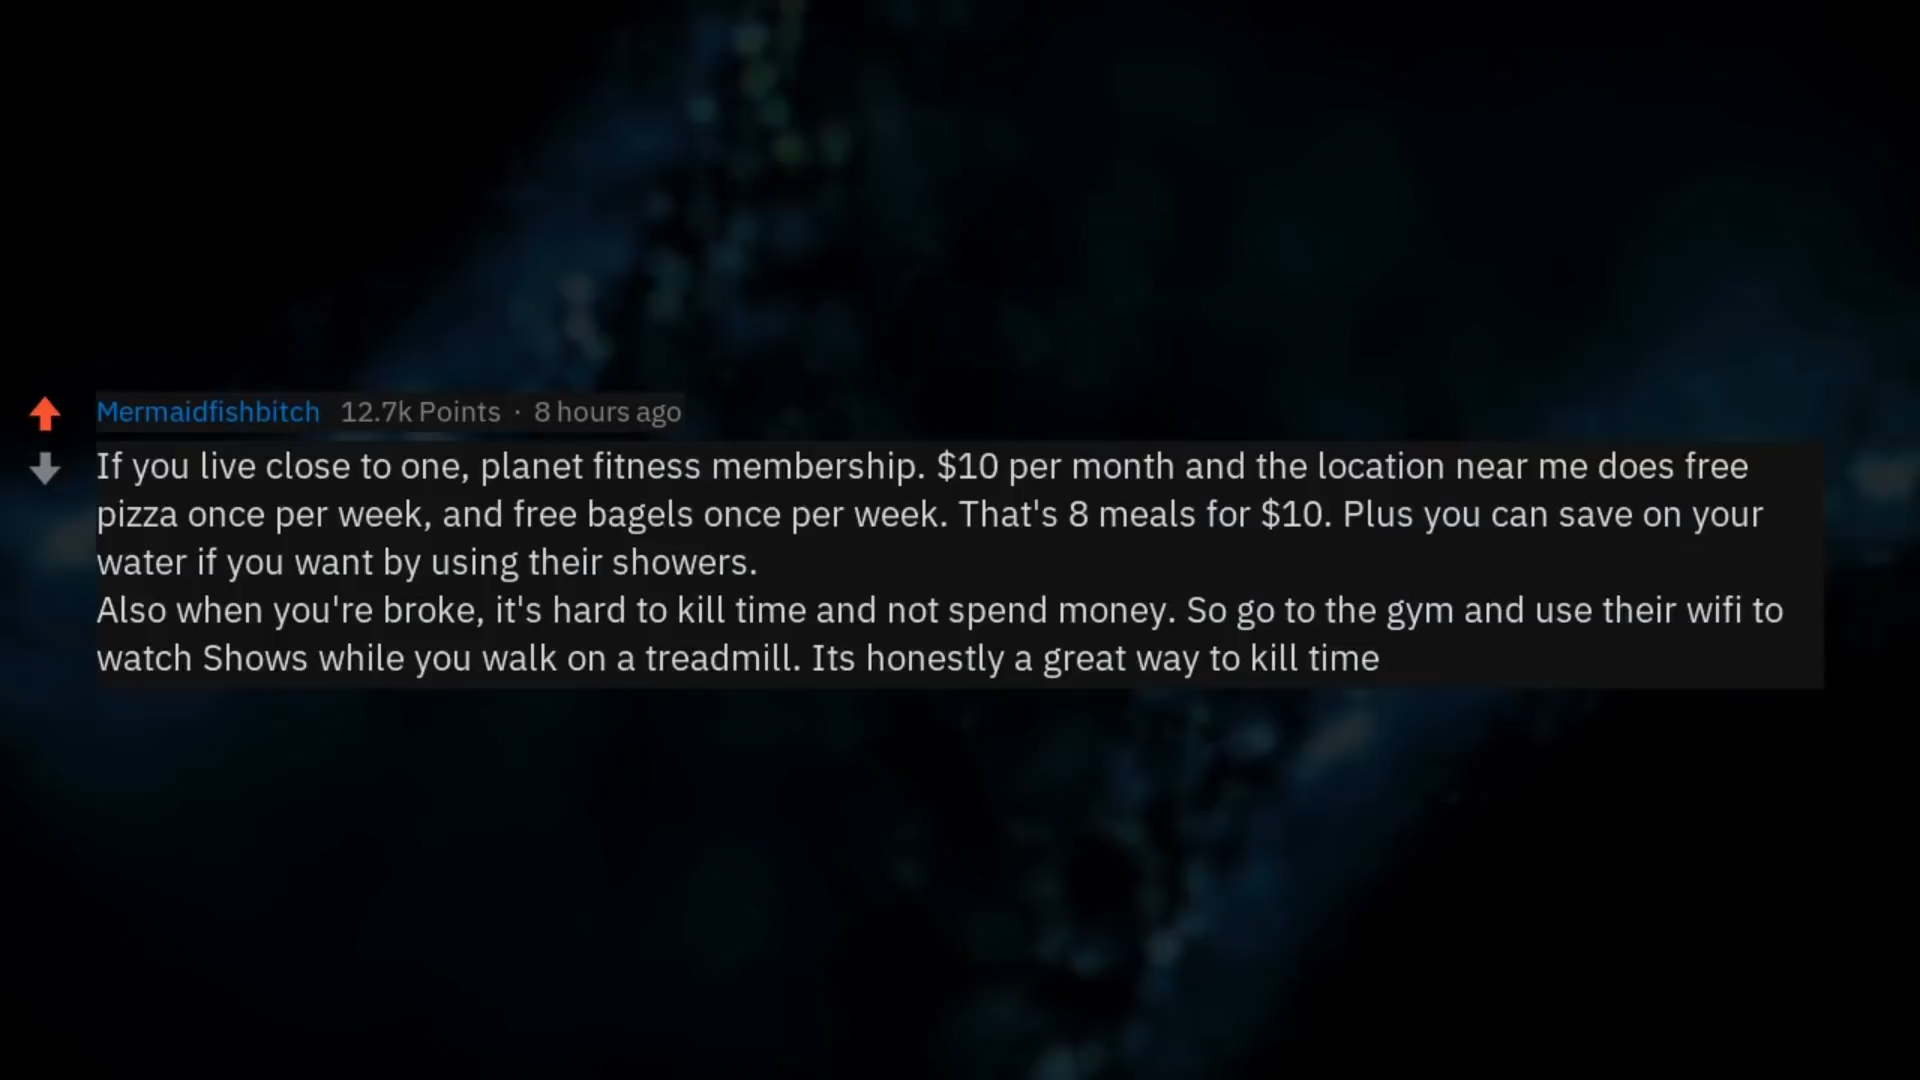 Mermaidfishbitch 12.7k Points · 8 hours ago
If you live close to one, planet fitness membership. $10 per month and the location near me does free
pizza once per week, and free bagels once per week. That's 8 meals for $10. Plus you can save on your
water if you want by using their showers.
Also when you're broke, it's hard to kill time and not spend money. So go to the gym and use their wifi to
watch Shows while you walk on a treadmill. Its honestly a great way to kill time